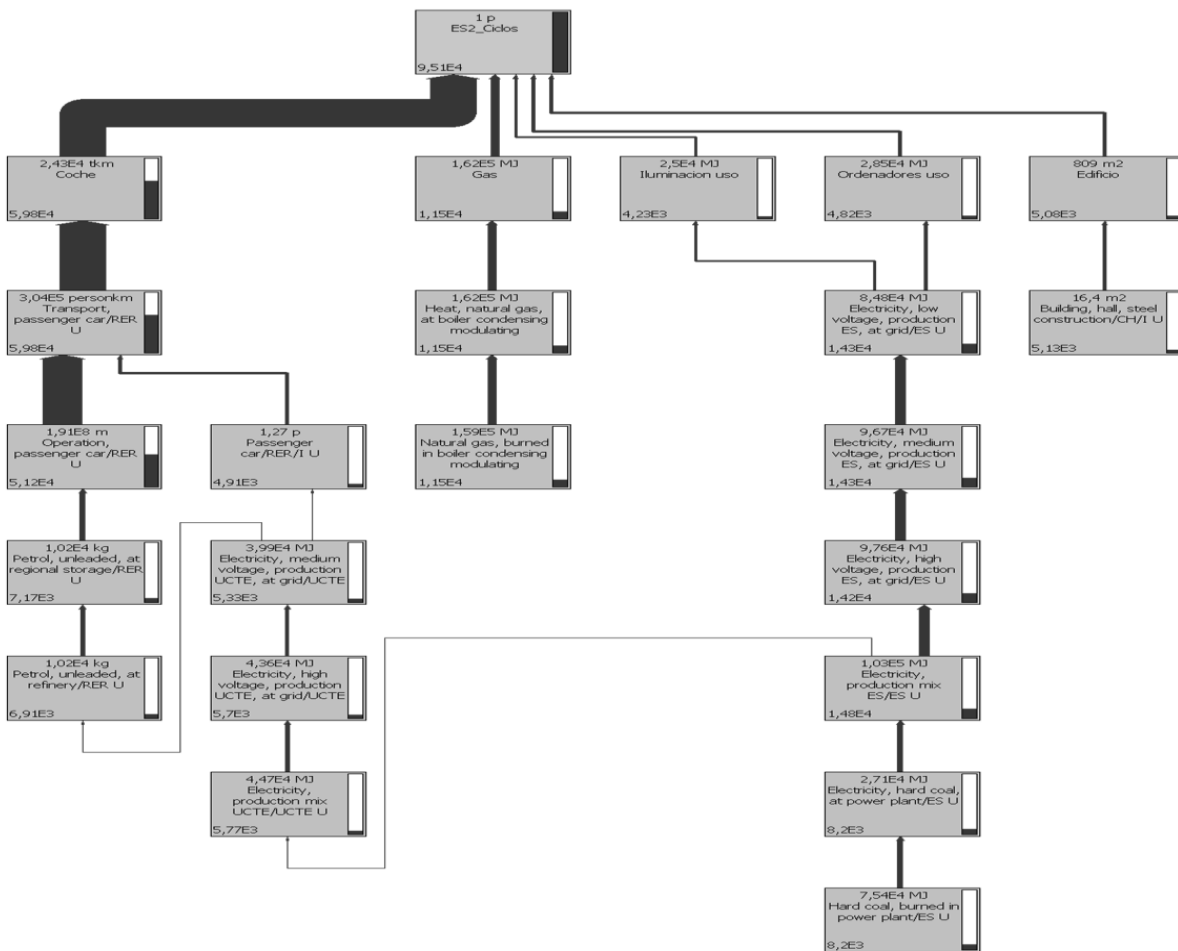 1 p
ES2_Ciclos
9,51E4
2,43E4 tkm
Coche
5,98E4
1,62E5 MJ
Gas
1,15E4
2,5E4 MJ
Iluminacion uso
4,23E3
2,85E4 MJ
Ordenadores uso
4,82E3
809 m2
Edificio
5,08E3
3,04E5 personkm
Transport,
passenger car/RER
U
5,98E4
1,62E5 MJ
Heat, natural gas,
at boiler condensing
modulating
1,15E4
8,48E4 MJ
Electricity, low
voltage, production
ES, at grid/ES U
1,43E4
16,4 m2
Building, hall, steel
construction/CH/I U
5,13E3
1,91E8 m
Operation,
passenger car/RER
U
5,12E4
1,27 p
Passenger
car/RER/I U
4,91E3
1,59E5 MJ
Natural gas, burned
in boiler condensing
modulating
1,15E4
9,67E4 MJ
Electricity, medium
voltage, production
ES, at grid/ES U
1,43E4
1,02E4 kg
Petrol, unleaded, at
regional storage/RER
U
7,17E3
3,99E4 MJ
Electricity, medium
voltage, production
UCTE, at grid/UCTE
5,33E3
9,76E4 MJ
Electricity, high
voltage, production
ES, at grid/ES U
1,42E4
1,02E4 kg
Petrol, unleaded, at
refinery/RER U
6,91E3
4,36E4 MJ
Electricity, high
voltage, production
UCTE, at grid/UCTE
5,7E3
1,03E5 MJ
Electricity,
production mix
ES/ES U
1,48E4
4,47E4 MJ
Electricity,
production mix
UCTE/UCTE U
5,77E3
2,71E4 MJ
Electricity, hard coal,
at power plant/ES U
8,2E3
7,54E4 MJ
Hard coal, burned in
power plant/ES U
8,2E3